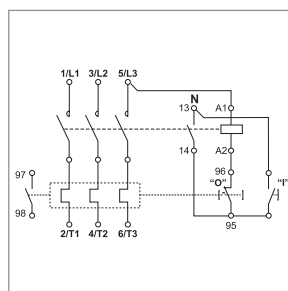 1/L1 3/L2 5/L3
N
13 A1
14 A2
97 96
"O" "I"
98 95
2/T1 4/T2 6/T3